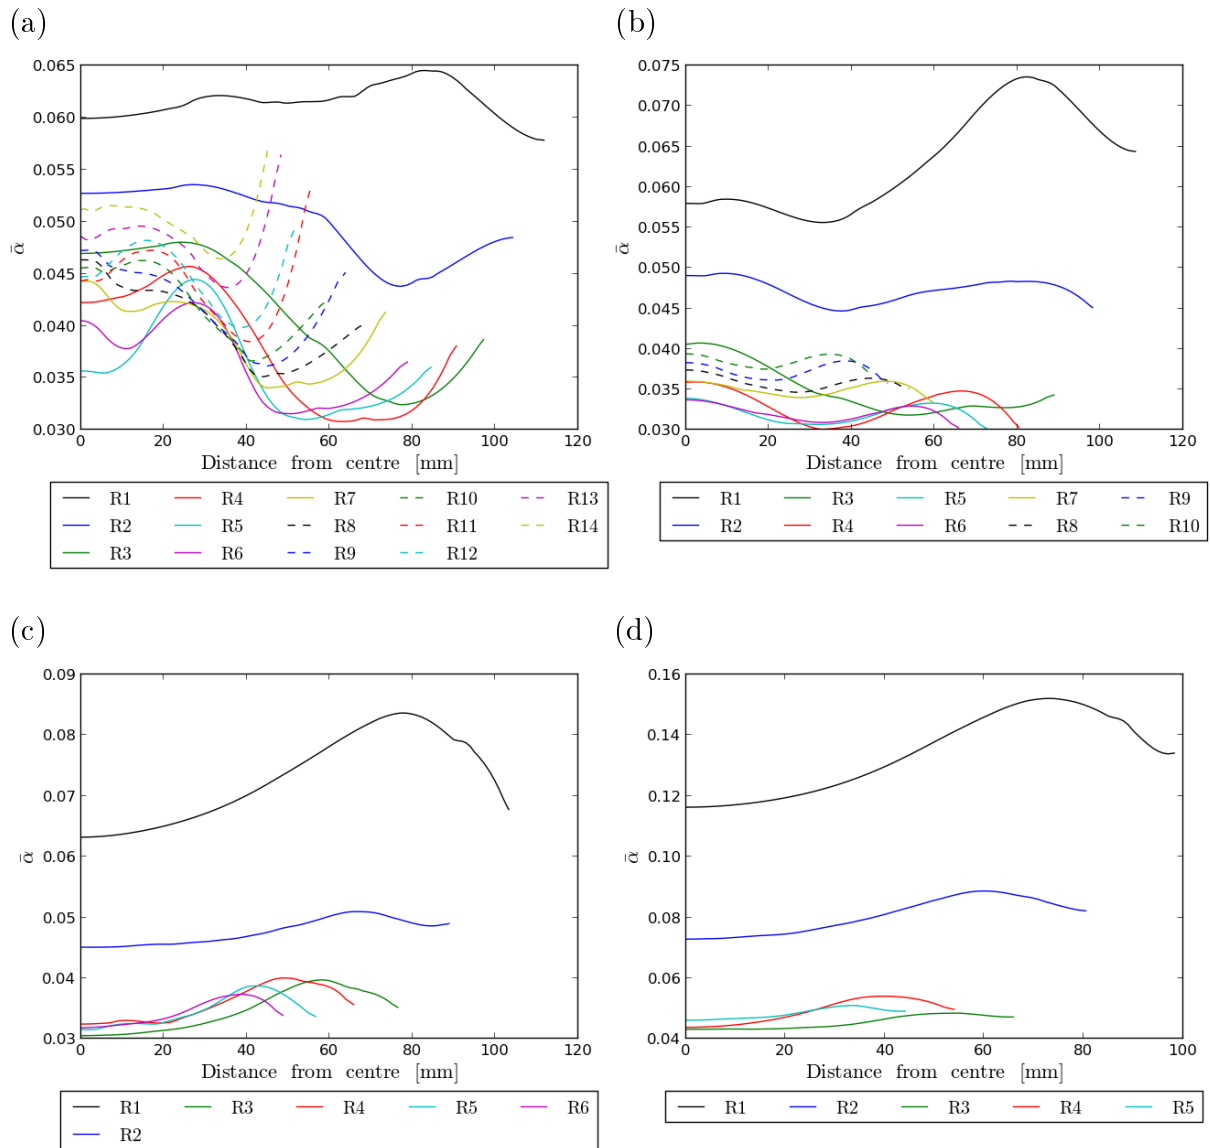 (a)
0.065
0.060
0.055
0.050
0.045
0.040
0.035
0.030
ᾱ
0 20 40 60 80 100 120
Distance from centre [mm]
R1 R4 R7 R10 R13
R2 R5 R8 R11 R14
R3 R6 R9 R12
(b)
0.075
0.070
0.065
0.060
0.055
0.050
0.045
0.040
0.035
0.030
ᾱ
0 20 40 60 80 100 120
Distance from centre [mm]
R1 R3 R5 R7 R9
R2 R4 R6 R8 R10
(c)
0.09
0.08
0.07
0.06
0.05
0.04
0.03
ᾱ
0 20 40 60 80 100 120
Distance from centre [mm]
R1 R3 R4 R5 R6
R2
(d)
0.16
0.14
0.12
0.10
0.08
0.06
0.04
ᾱ
0 20 40 60 80 100
Distance from centre [mm]
R1 R2 R3 R4 R5